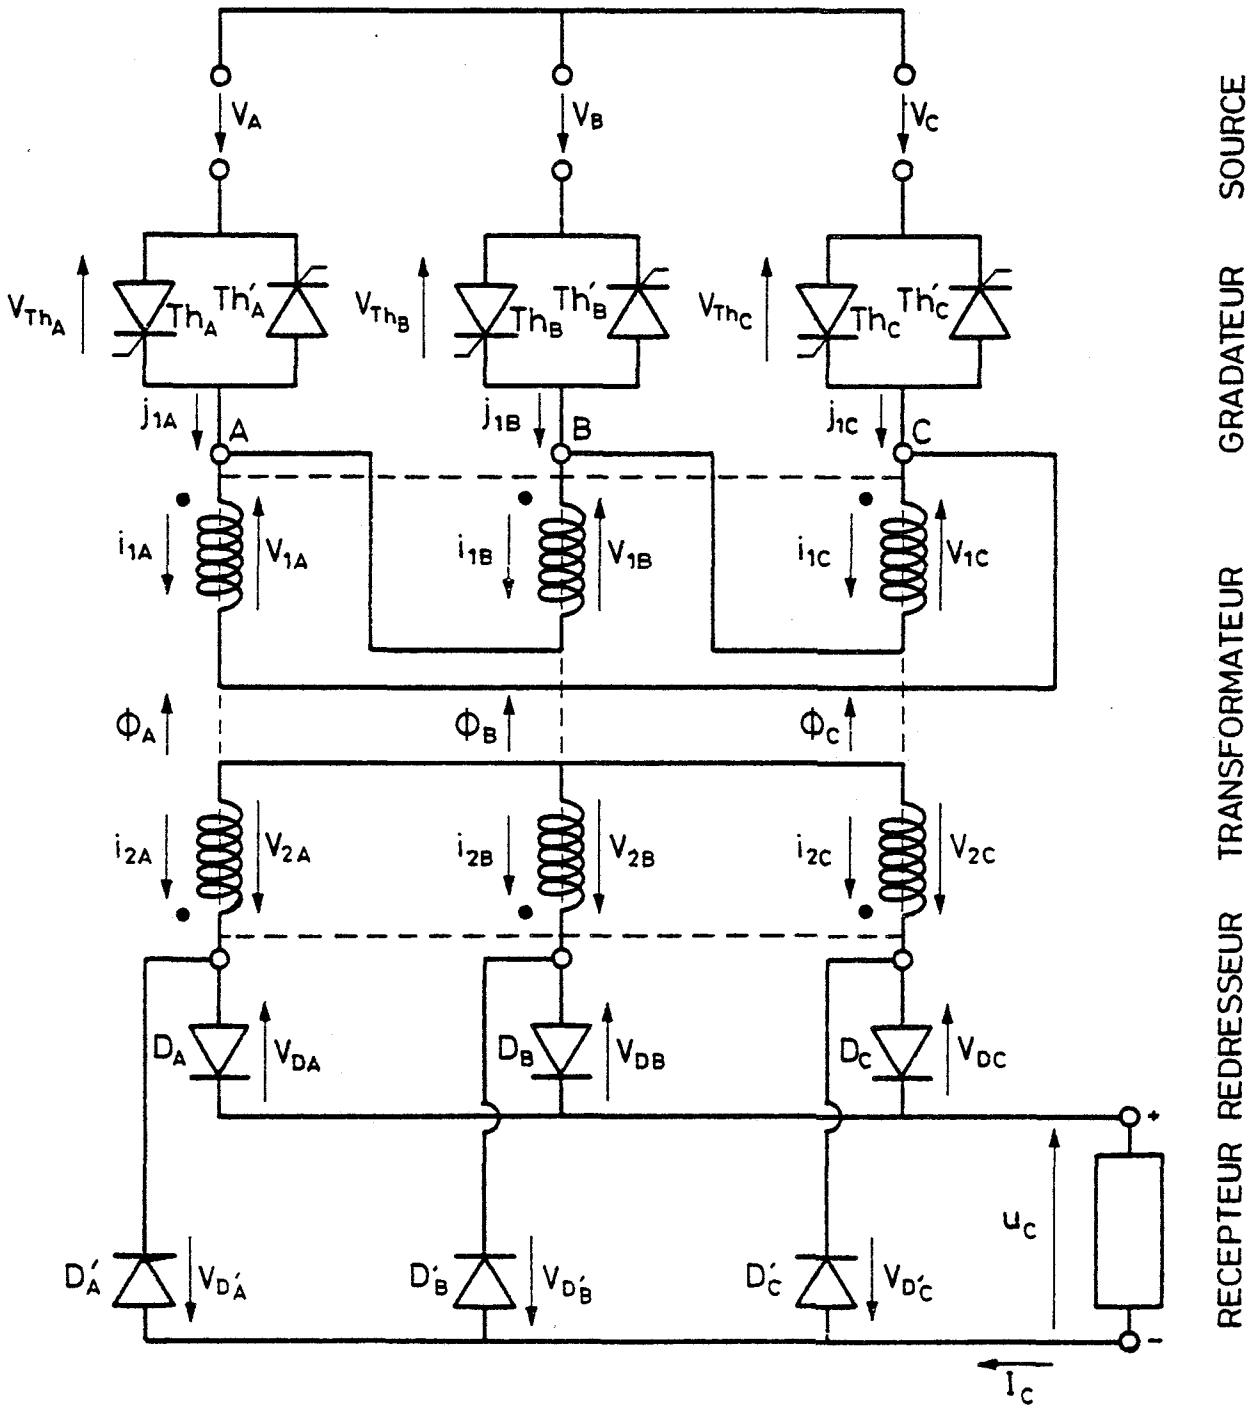 V_A V_B V_C
V_ThA Th_A Th'_A V_ThB Th_B Th'_B V_ThC Th_C Th'_C
j_1A A j_1B B j_1C C
i_1A V_1A i_1B V_1B i_1C V_1C
ϕ_A ϕ_B ϕ_C
i_2A V_2A i_2B V_2B i_2C V_2C
D_A V_DA D_B V_DB D_C V_DC
+
u_C
D'_A V_D'A D'_B V_D'B D'_C V_D'C
-
I_C
SOURCE
GRADATEUR
TRANSFORMATEUR
REDRESSEUR
RECEPTEUR